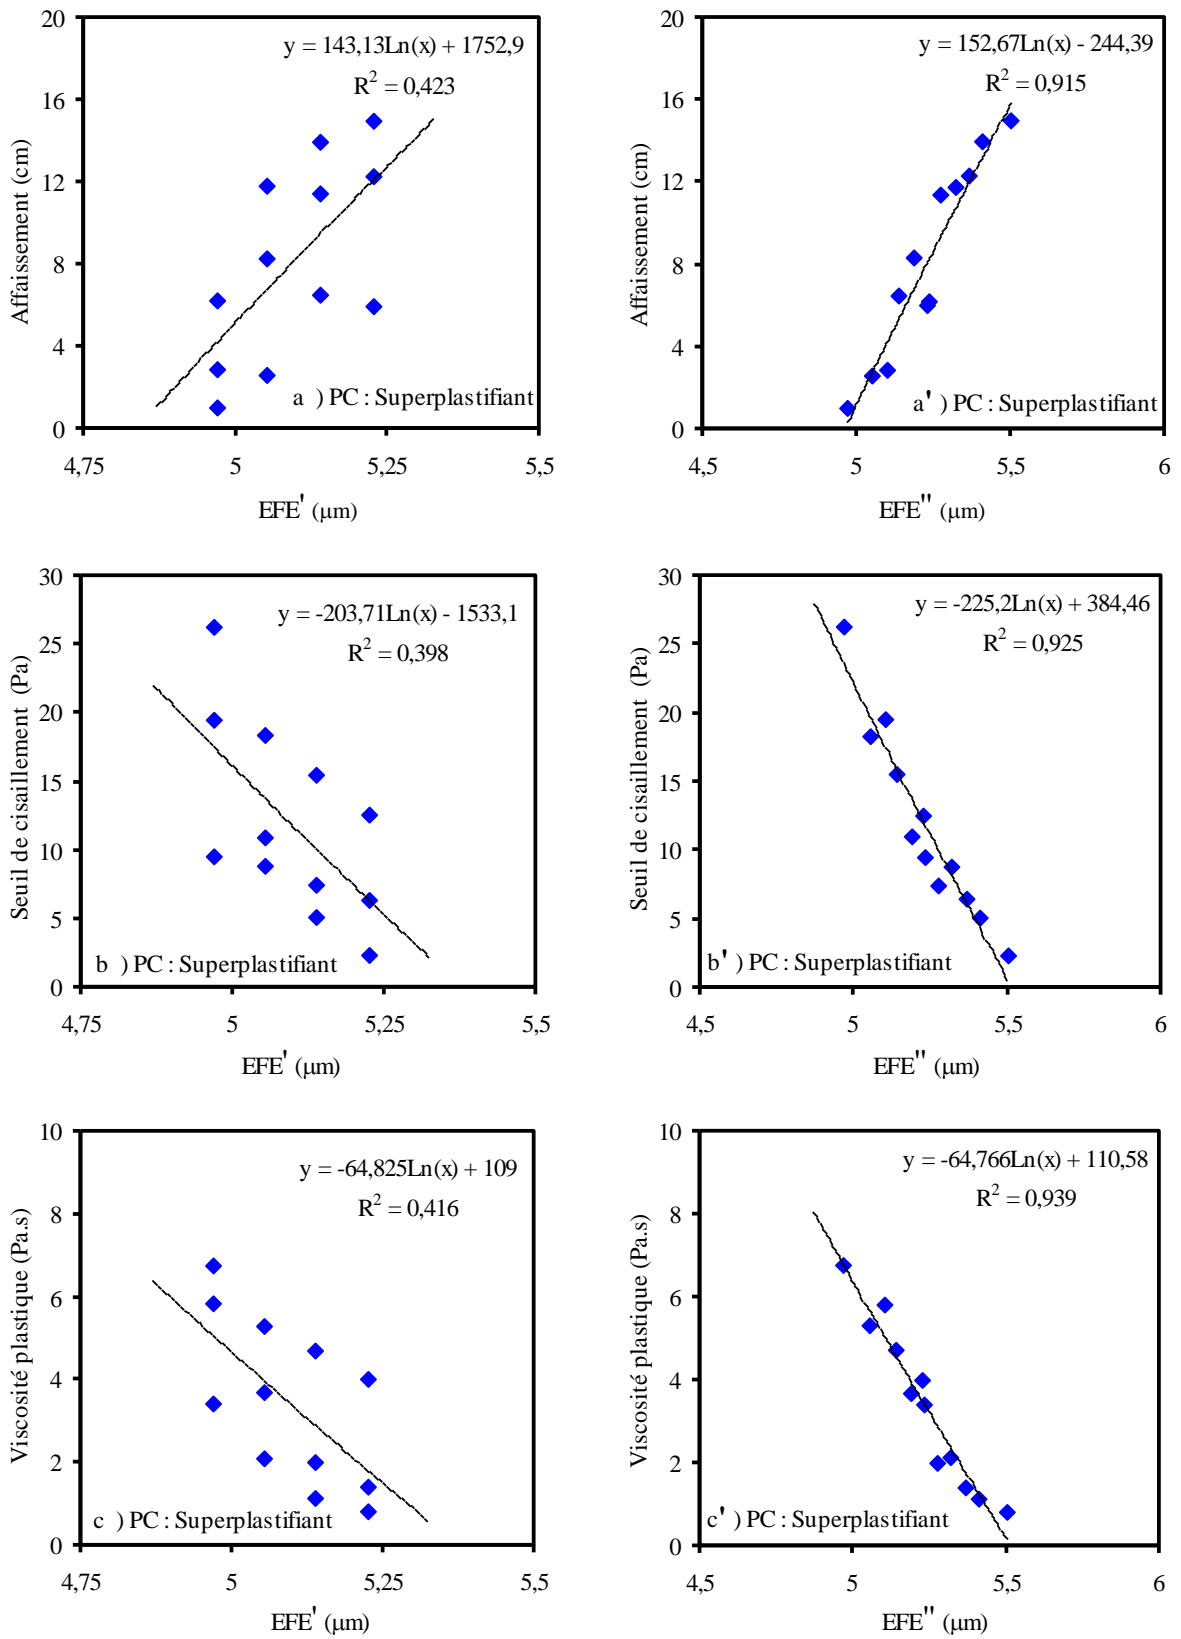 y = 143,13Ln(x) + 1752,9
R² = 0,423
20
16
12
8
4
0
Affaissement (cm)
a ) PC : Superplastifiant
4,75 5 5,25 5,5
EFE' (μm)
y = 152,67Ln(x) - 244,39
R² = 0,915
20
16
12
8
4
0
Affaissement (cm)
a' ) PC : Superplastifiant
4,5 5 5,5 6
EFE'' (μm)
y = -203,71Ln(x) - 1533,1
R² = 0,398
30
25
20
15
10
5
0
Seuil de cisaillement (Pa)
b ) PC : Superplastifiant
4,75 5 5,25 5,5
EFE' (μm)
y = -225,2Ln(x) + 384,46
R² = 0,925
30
25
20
15
10
5
0
Seuil de cisaillement (Pa)
b' ) PC : Superplastifiant
4,5 5 5,5 6
EFE'' (μm)
y = -64,825Ln(x) + 109
R² = 0,416
10
8
6
4
2
0
Viscosité plastique (Pa.s)
c ) PC : Superplastifiant
4,75 5 5,25 5,5
EFE' (μm)
y = -64,766Ln(x) + 110,58
R² = 0,939
10
8
6
4
2
0
Viscosité plastique (Pa.s)
c' ) PC : Superplastifiant
4,5 5 5,5 6
EFE'' (μm)